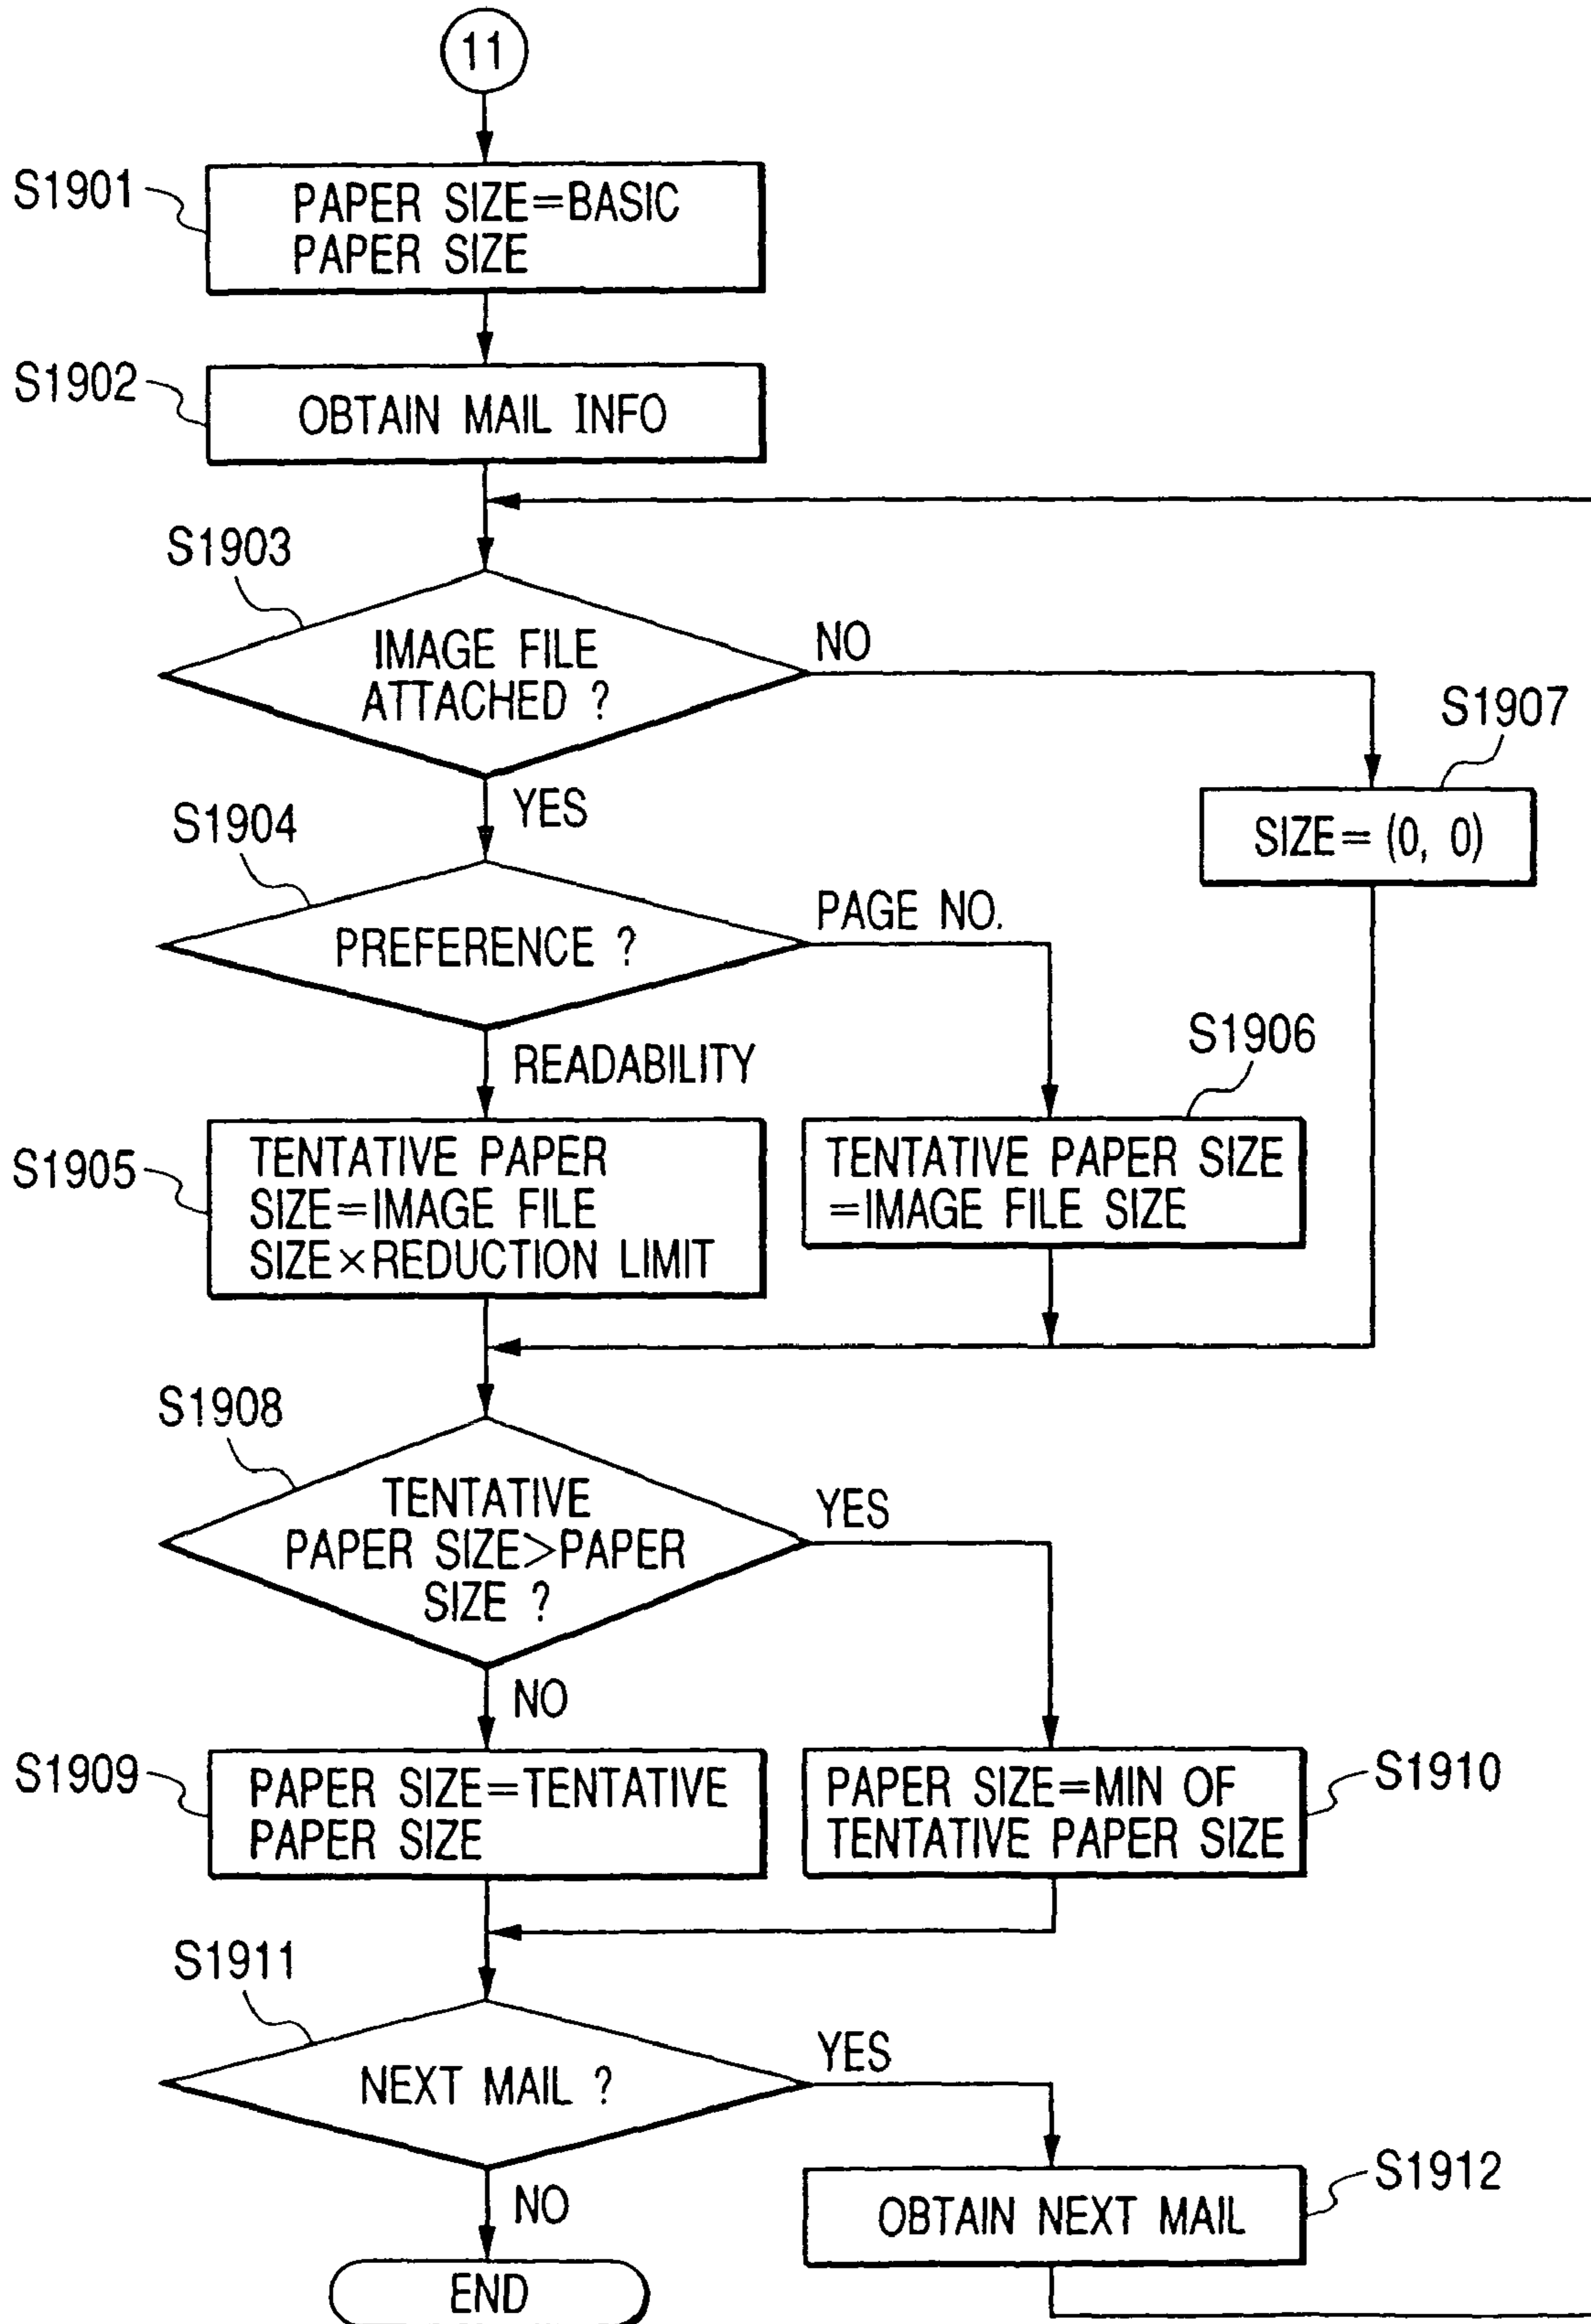 11
S1901
PAPER SIZE=BASIC
PAPER SIZE
S1902
OBTAIN MAIL INFO
S1903
IMAGE FILE
ATTACHED ?
NO
YES
S1907
SIZE= (0, 0)
S1904
PREFERENCE ?
PAGE NO.
READABILITY
S1906
TENTATIVE PAPER SIZE
=IMAGE FILE SIZE
S1905
TENTATIVE PAPER
SIZE=IMAGE FILE
SIZE×REDUCTION LIMIT
S1908
TENTATIVE
PAPER SIZE>PAPER
SIZE ?
YES
NO
S1909
PAPER SIZE=TENTATIVE
PAPER SIZE
PAPER SIZE=MIN OF
TENTATIVE PAPER SIZE
S1910
S1911
NEXT MAIL ?
YES
NO
S1912
OBTAIN NEXT MAIL
END